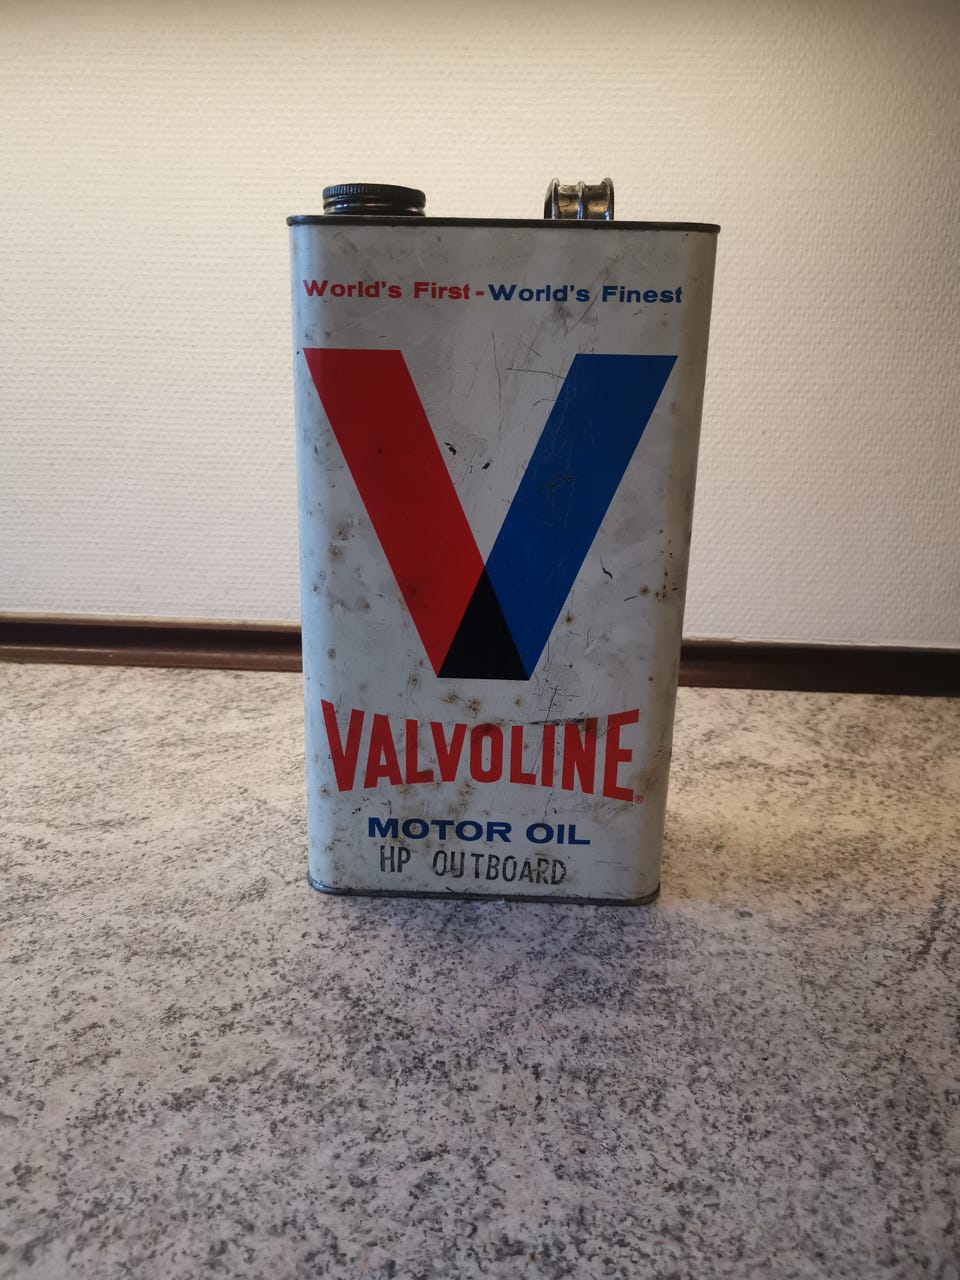 World's First - World's Finest
V
VALVOLINE®
MOTOR OIL
HP OUTBOARD